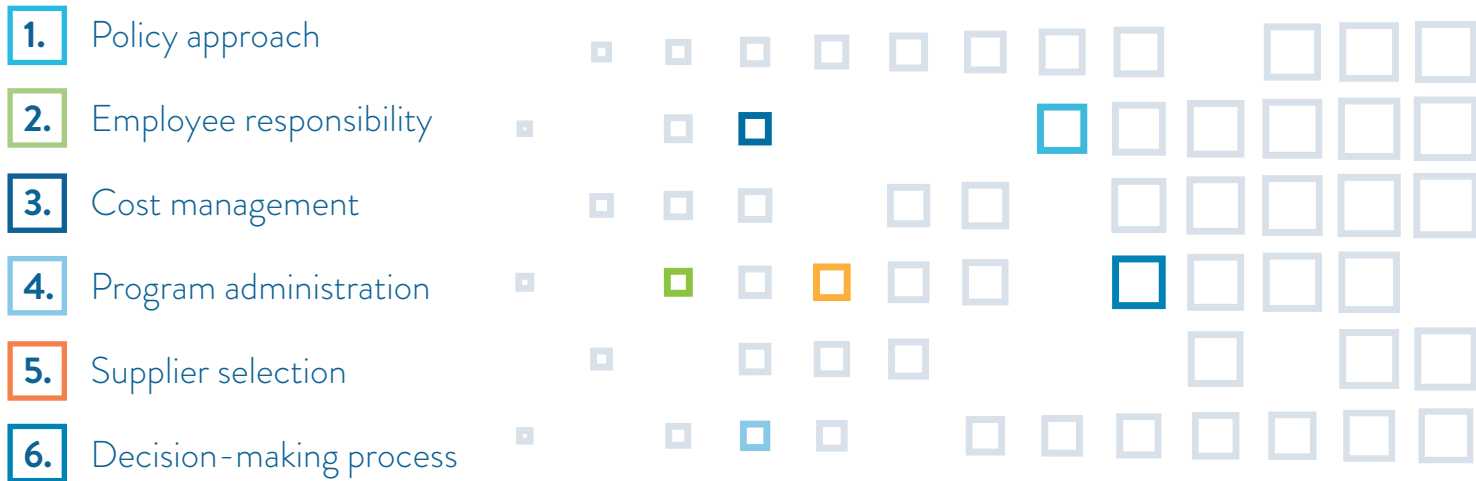 1. Policy approach
2. Employee responsibility
3. Cost management
4. Program administration
5. Supplier selection
6. Decision-making process